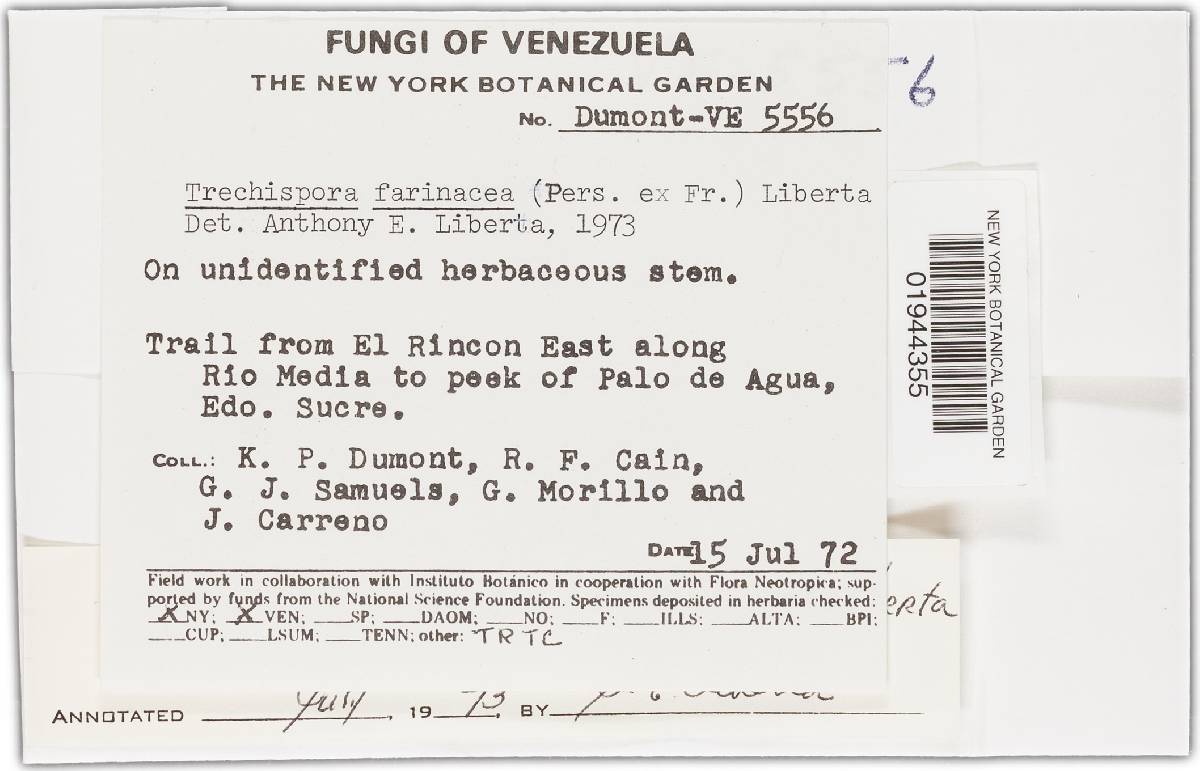 FUNGI OF VENEZUELA
THE NEW YORK BOTANICAL GARDEN
No. Dumont-VE 5556
-6
Trechispora farinacea (Pers. ex Fr.) Liberta
Det. Anthony E. Liberta, 1973
On unidentified herbaceous stem.
Trail from El Rincon East along
Rio Media to peek of Palo de Agua,
Edo. Sucre.
COLL.: K. P. Dumont, R. F. Cain,
G. J. Samuels, G. Morillo and
J. Carreno
DATE 15 Jul 72
Field work in collaboration with Instituto Botánico in cooperation with Flora Neotropica; sup-
ported by funds from the National Science Foundation. Specimens deposited in herbaria checked:
X NY; X VEN; ___SP; ___DAOM; ___NO; ___F; ___ILLS; ___ALTA; ___BPI;
___CUP; ___LSUM; ___TENN; other: TRTC
NEW YORK BOTANICAL GARDEN
01944355
erta
ANNOTATED July, 1973, BY